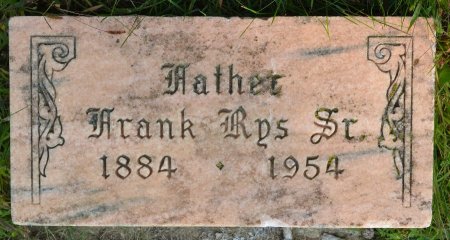 Father
Frank Rys Sr
1884 · 1954